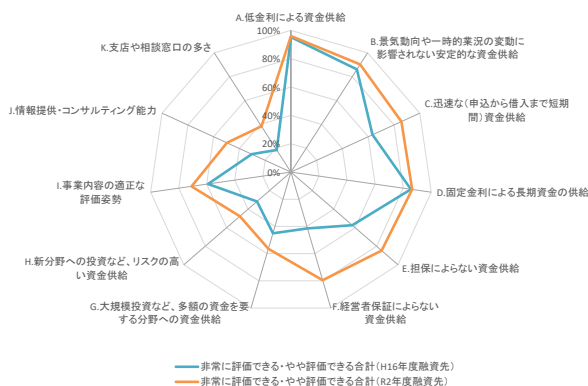 A.低金利による資金供給
B.景気動向や一時的業況の変動に
影響されない安定的な資金供給
C.迅速な(申込から借入まで短期
間)資金供給
D.固定金利による長期資金の供給
E.担保によらない資金供給
F.経営者保証によらない
資金供給
G.大規模投資など、多額の資金を要
する分野への資金供給
H.新分野への投資など、リスクの高
い資金供給
I.事業内容の適正な
評価姿勢
J.情報提供・コンサルティング能力
K.支店や相談窓口の多さ
100%
80%
60%
40%
20%
0%
非常に評価できる・やや評価できる合計(H16年度融資先)
非常に評価できる・やや評価できる合計(R2年度融資先)